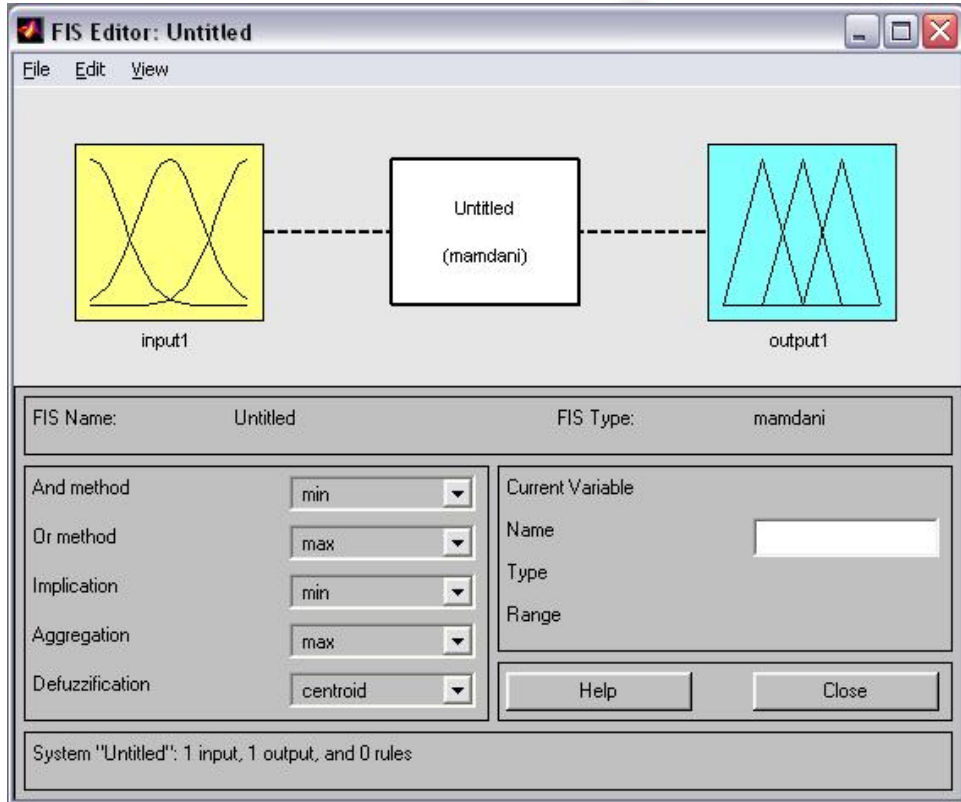 FIS Editor: Untitled
File Edit View
Untitled
(mamdani)
input1
output1
FIS Name: Untitled FIS Type: mamdani
And method min
Or method max
Implication min
Aggregation max
Defuzzification centroid
Current Variable
Name
Type
Range
Help Close
System "Untitled": 1 input, 1 output, and 0 rules